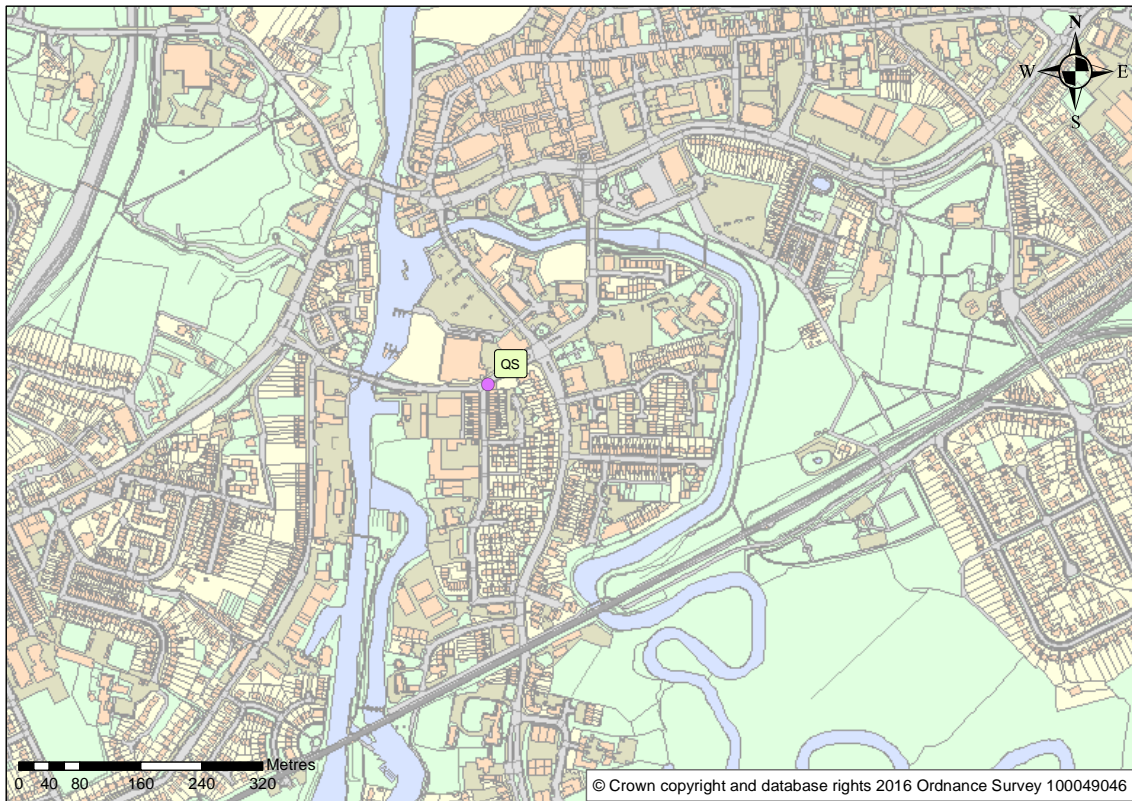 N
W E
S
QS
Metres
0 40 80 160 240 320
© Crown copyright and database rights 2016 Ordnance Survey 100049046